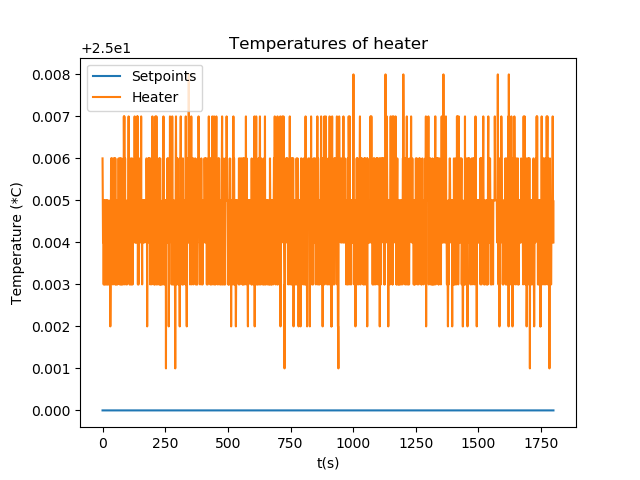 Temperatures of heater
+2.5e1
Setpoints
Heater
0.008
0.007
0.006
0.005
0.004
0.003
0.002
0.001
0.000
Temperature (*C)
0 250 500 750 1000 1250 1500 1750
t(s)